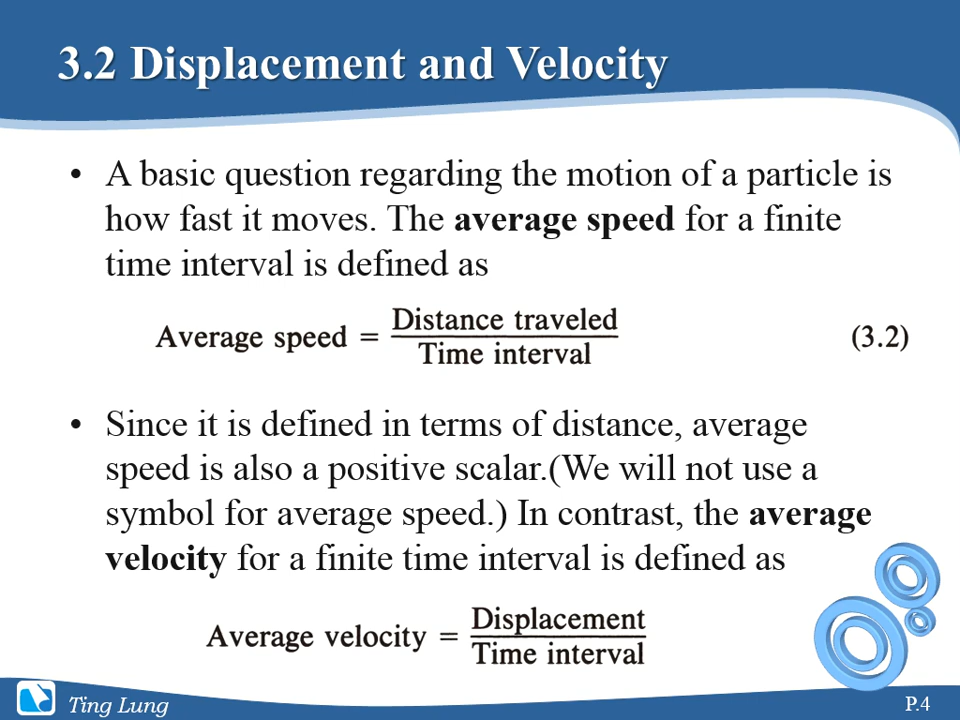 3.2 Displacement and Velocity
• A basic question regarding the motion of a particle is
how fast it moves. The average speed for a finite
time interval is defined as
Average speed = Distance traveled
Time interval
(3.2)
• Since it is defined in terms of distance, average
speed is also a positive scalar.(We will not use a
symbol for average speed.) In contrast, the average
velocity for a finite time interval is defined as
Average velocity = Displacement
Time interval
Ting Lung
P.4